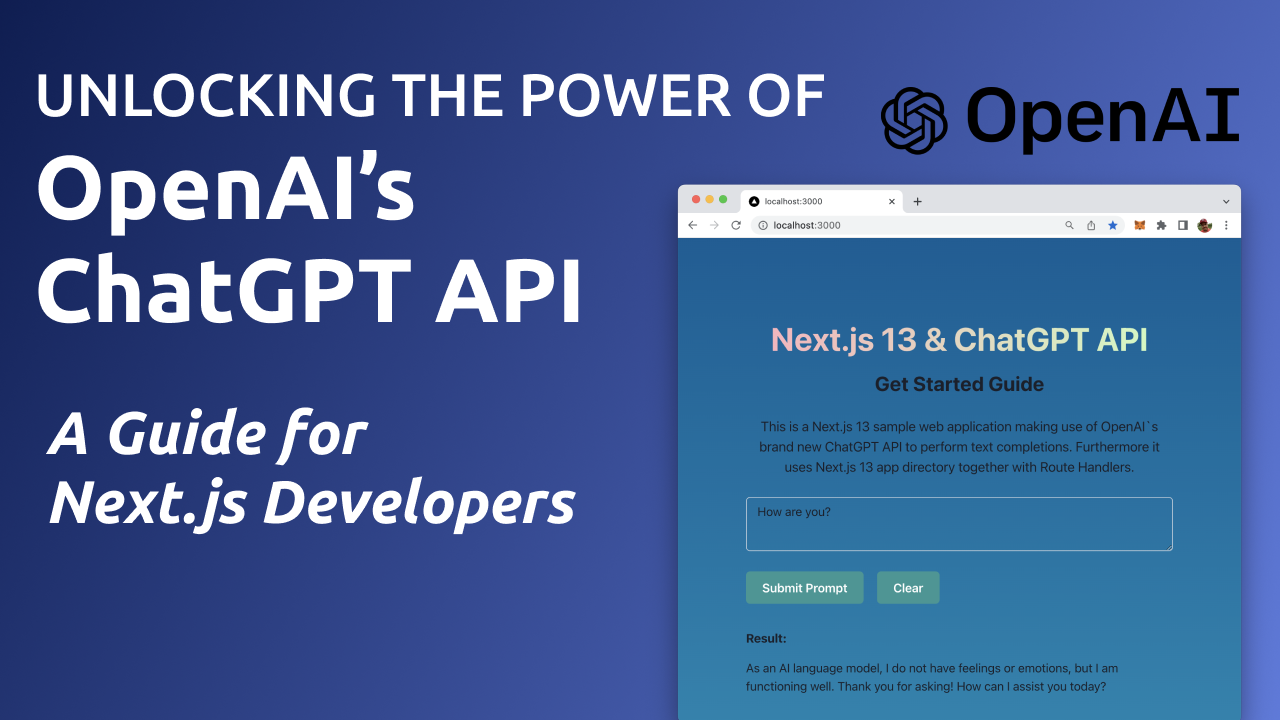 UNLOCKING THE POWER OF
OpenAI’s
ChatGPT API
A Guide for
Next.js Developers
OpenAI
localhost:3000
localhost:3000
Next.js 13 & ChatGPT API
Get Started Guide
This is a Next.js 13 sample web application making use of OpenAI`s
brand new ChatGPT API to perform text completions. Furthermore it
uses Next.js 13 app directory together with Route Handlers.
How are you?
Submit Prompt
Clear
Result:
As an AI language model, I do not have feelings or emotions, but I am
functioning well. Thank you for asking! How can I assist you today?